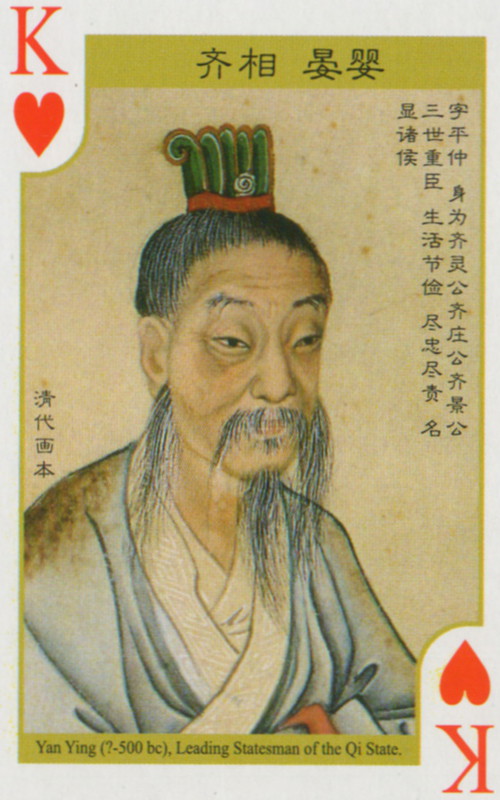 K
齐相 晏婴
字平仲 身为齐灵公齐庄公齐景公
三世重臣 生活节俭 尽忠尽责 名
显诸侯
清代画本
Yan Ying (?-500 bc), Leading Statesman of the Qi State.
K